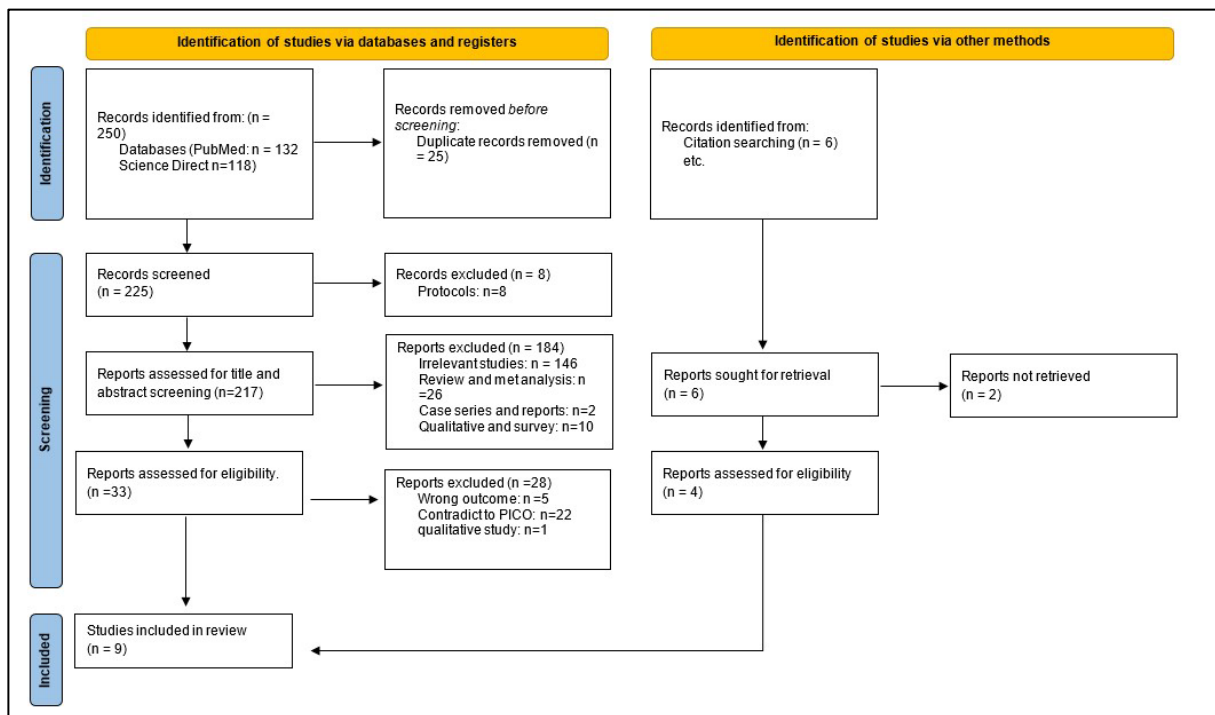 Identification of studies via databases and registers
Identification of studies via other methods
Identification
Records identified from: (n =
250)
Databases (PubMed: n = 132
Science Direct n=118)
Records removed before
screening:
Duplicate records removed (n
= 25)
Records identified from:
Citation searching (n = 6)
etc.
Screening
Records screened
(n = 225)
Records excluded (n = 8)
Protocols: n=8
Reports assessed for title and
abstract screening (n=217)
Reports excluded (n = 184)
Irrelevant studies: n = 146
Review and met analysis: n
=26
Case series and reports: n=2
Qualitative and survey: n=10
Reports sought for retrieval
(n = 6)
Reports not retrieved
(n = 2)
Reports assessed for eligibility.
(n =33)
Reports excluded (n =28)
Wrong outcome: n=5
Contradict to PICO: n=22
qualitative study: n=1
Reports assessed for eligibility
(n = 4)
Included
Studies included in review
(n = 9)